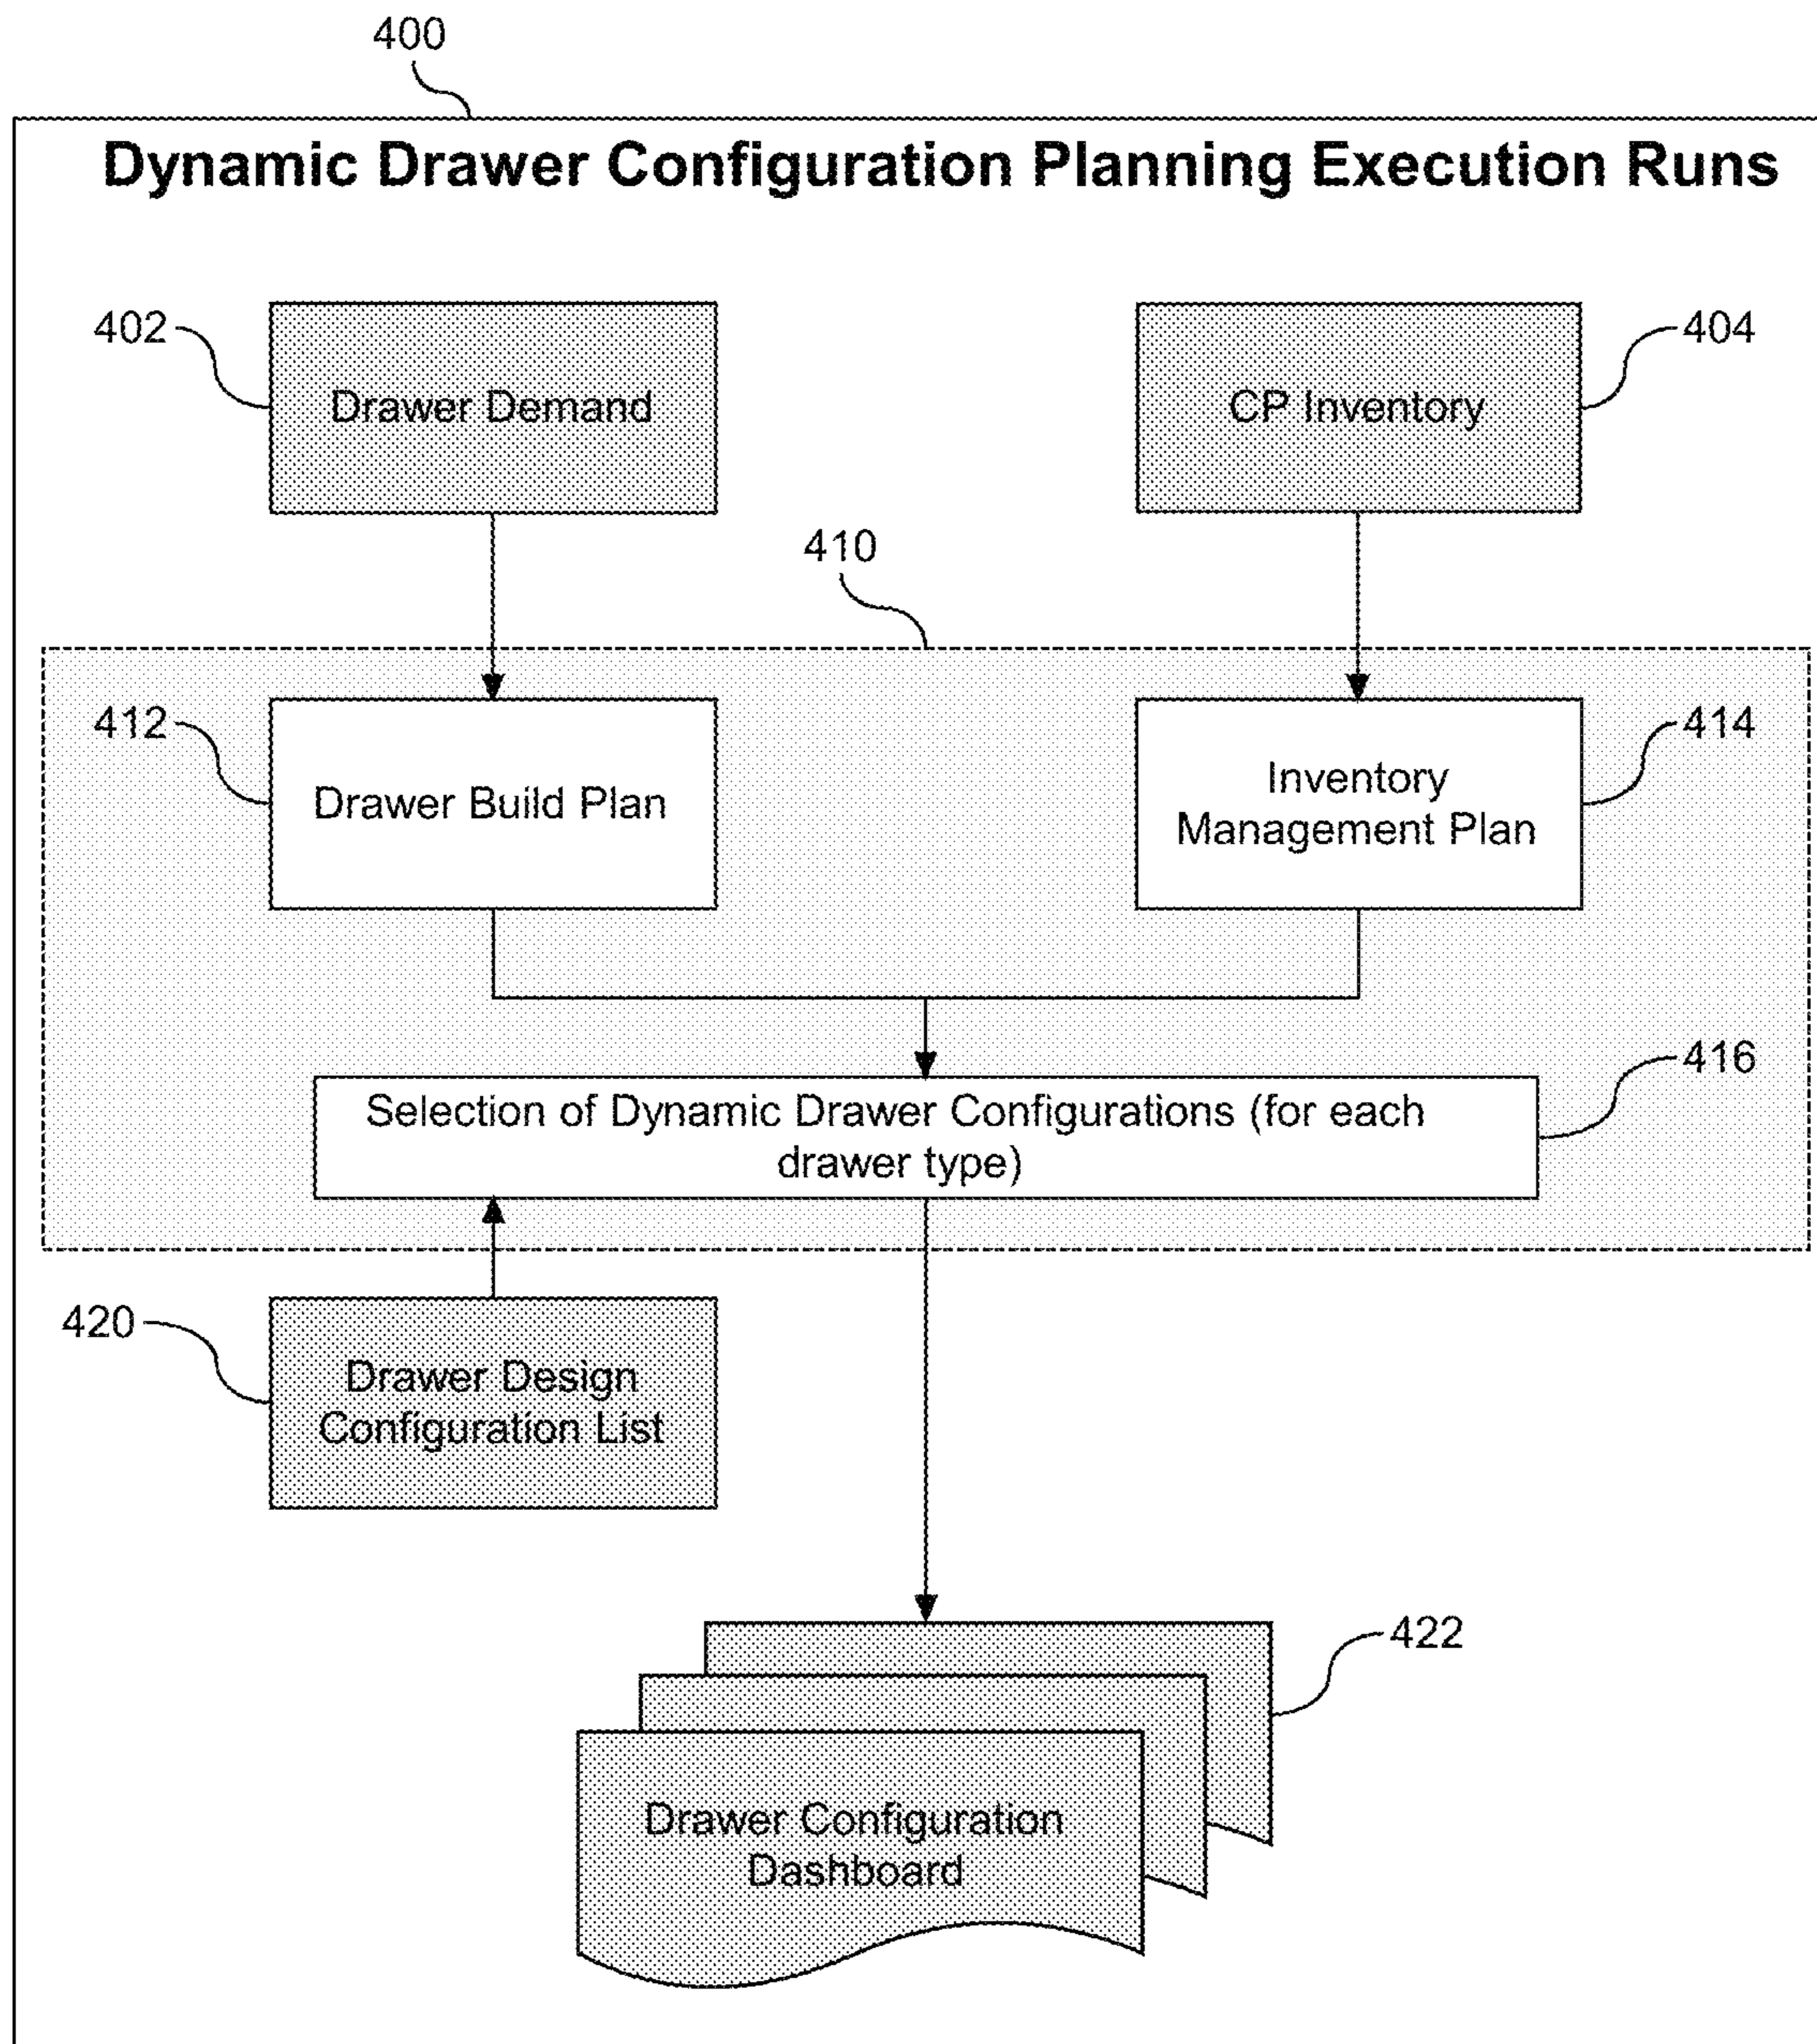 400
Dynamic Drawer Configuration Planning Execution Runs
402
Drawer Demand
CP Inventory
404
410
412
Drawer Build Plan
Inventory
Management Plan
414
Selection of Dynamic Drawer Configurations (for each
drawer type)
416
420
Drawer Design
Configuration List
422
Drawer Configuration
Dashboard